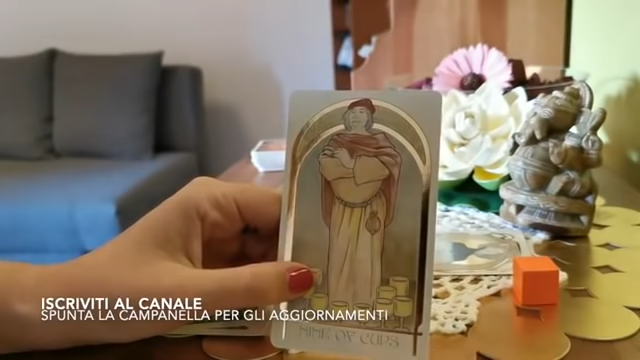 NINE OF CUPS
ISCRIVITI AL CANALE
SPUNTA LA CAMPANELLA PER GLI AGGIORNAMENTI